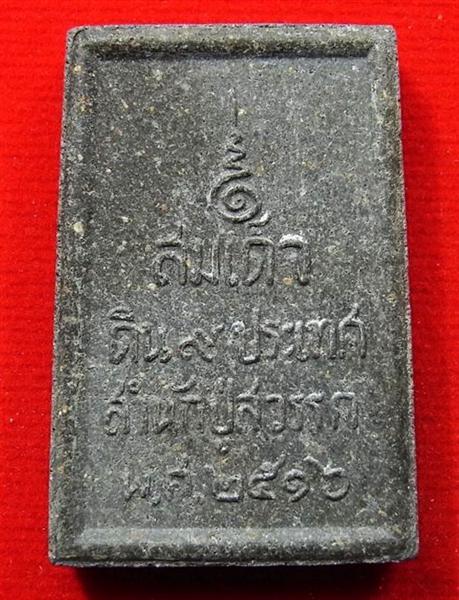 สมเด็จ
ดิน ๙ ประเทศ
สำนักปู่สวรรค์
พ.ศ.๒๕๑๖